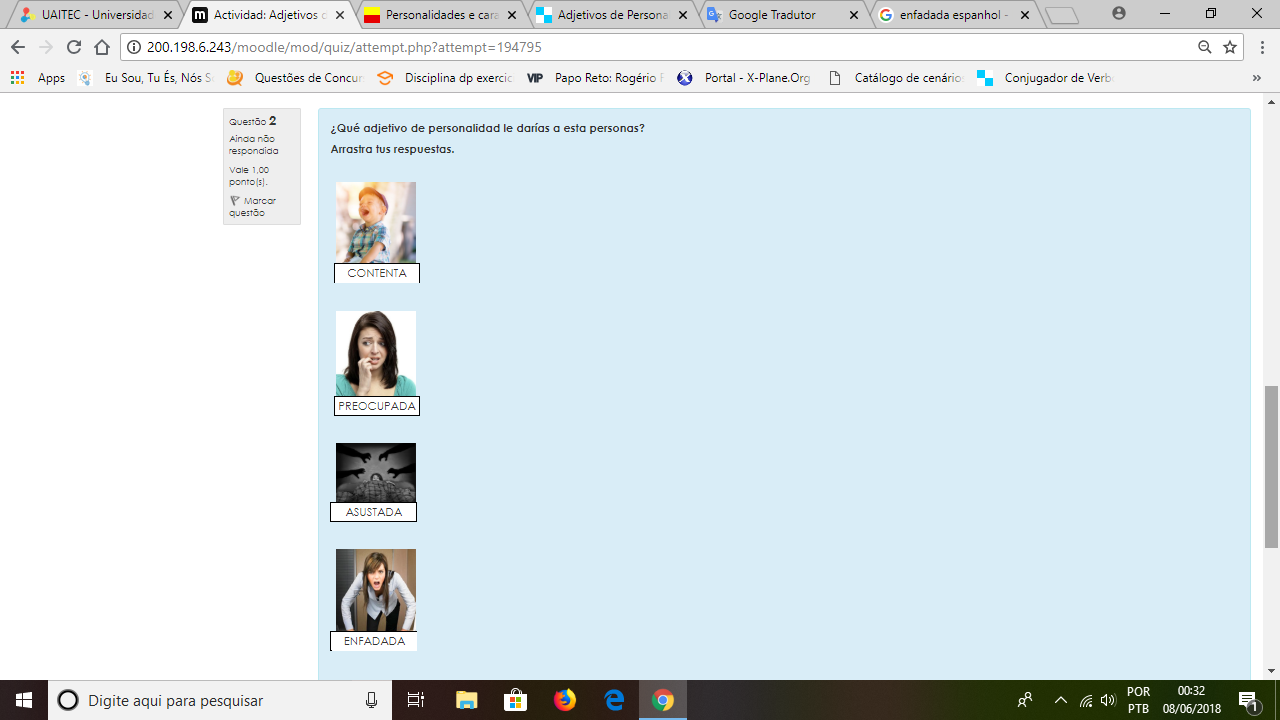 UAITEC - Universidad
Actividad: Adjetivos d
Personalidades e cara
Adjetivos de Persona
Google Tradutor
enfadada espanhol -
200.198.6.243/moodle/mod/quiz/attempt.php?attempt=194795
Apps
Eu Sou, Tu És, Nós S
Questões de Concur
Disciplina dp exercic
VIP Papo Reto: Rogério F
Portal - X-Plane.Org
Catálogo de cenário
Conjugador de Verb
»
Questão 2
Ainda não
respondida
Vale 1,00
ponto(s).
Marcar
questão
¿Qué adjetivo de personalidad le darías a esta personas?
Arrastra tus respuestas.
CONTENTA
PREOCUPADA
ASUSTADA
ENFADADA
Digite aqui para pesquisar
POR
PTB
00:32
08/06/2018
1